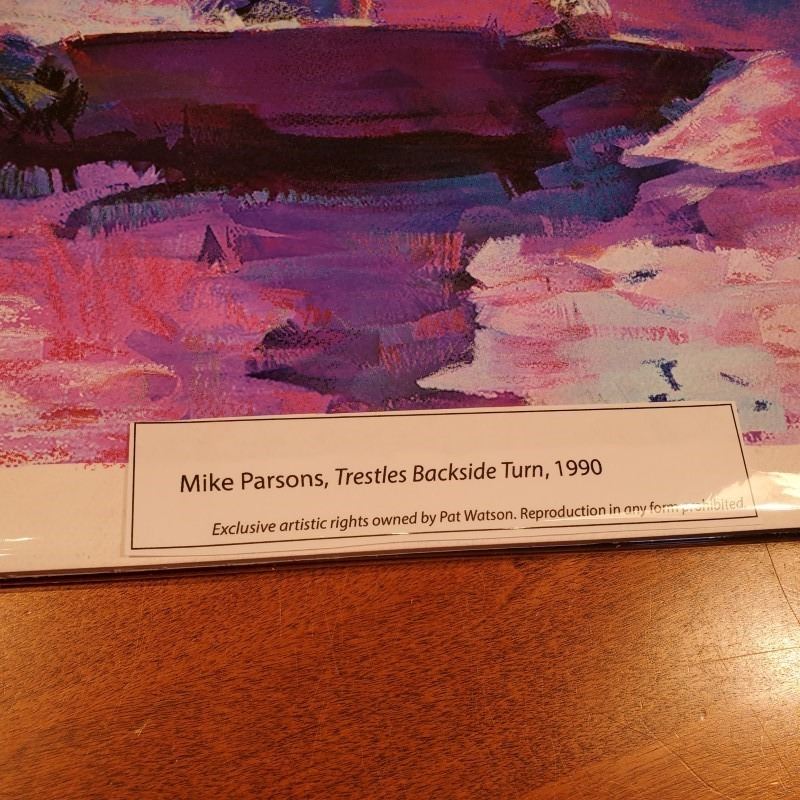 Mike Parsons, Trestles Backside Turn, 1990
Exclusive artistic rights owned by Pat Watson. Reproduction in any form prohibited.